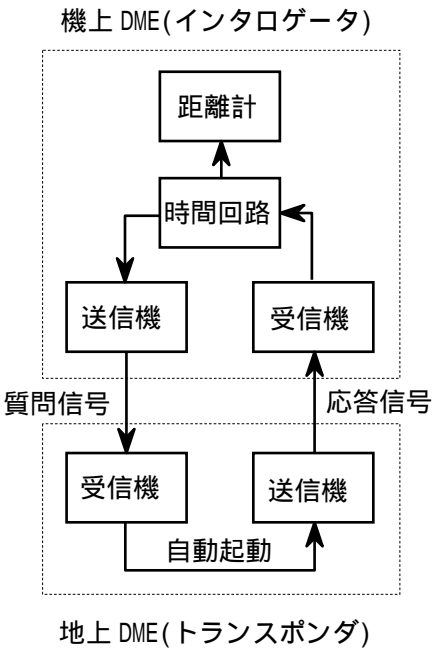 機上 DME(インタロゲータ)
距離計
時間回路
送信機
受信機
質問信号
応答信号
受信機
送信機
自動起動
地上 DME(トランスポンダ)